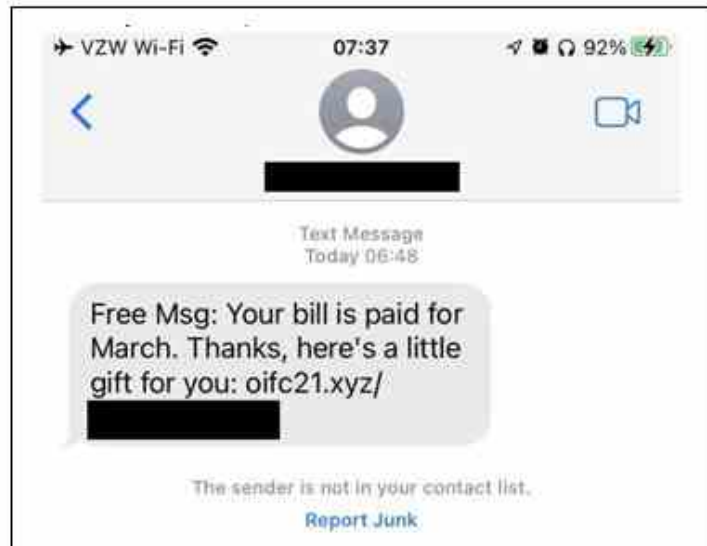 VZW Wi-Fi 07:37 92%
Text Message
Today 06:48
Free Msg: Your bill is paid for
March. Thanks, here's a little
gift for you: oifc21.xyz/
The sender is not in your contact list.
Report Junk